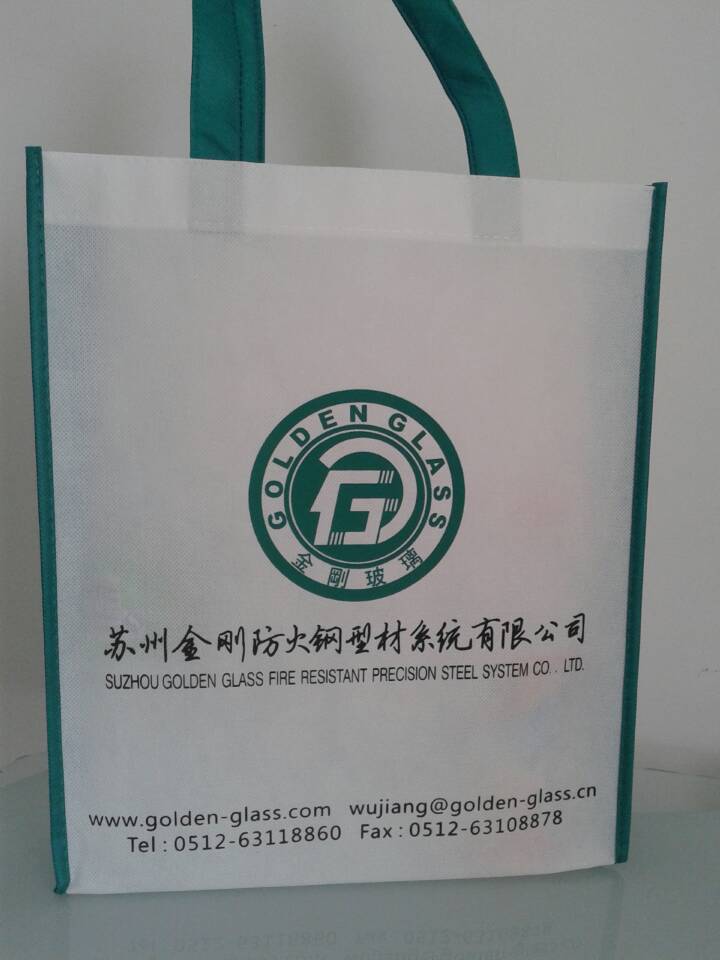 GOLDEN GLASS
金剛玻璃
苏州金刚防火钢型材系统有限公司
SUZHOU GOLDEN GLASS FIRE RESISTANT PRECISION STEEL SYSTEM CO.. LTD.
www.golden-glass.com wujiang@golden-glass.cn
Tel : 0512-63118860 Fax : 0512-63108878